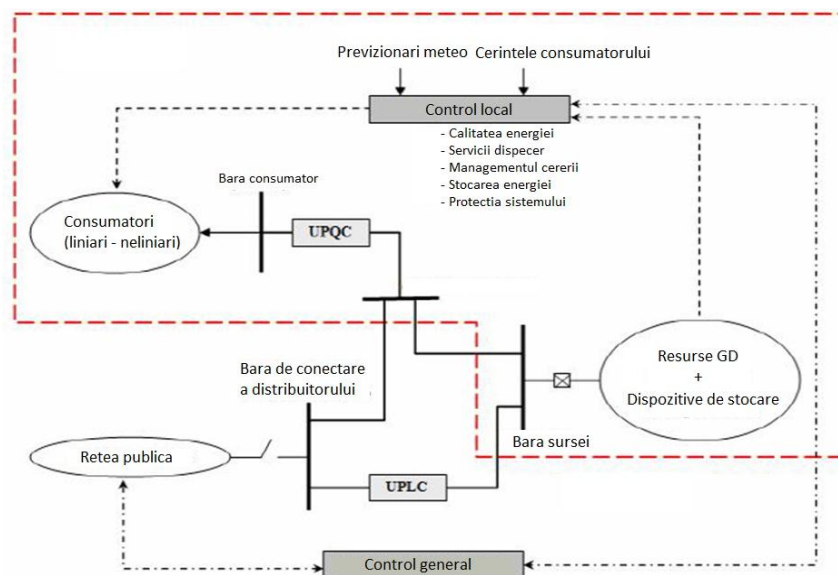 Previzionari meteo
Cerintele consumatorului
Control local
- Calitatea energiei
- Servicii dispecer
- Managementul cererii
- Stocarea energiei
- Protectia sistemului
Bara consumator
Consumatori
(liniari - neliniari)
UPQC
Bara de conectare
a distribuitorului
Resurse GD
+
Dispozitive de stocare
Bara sursei
Retea publica
UPLC
Control general